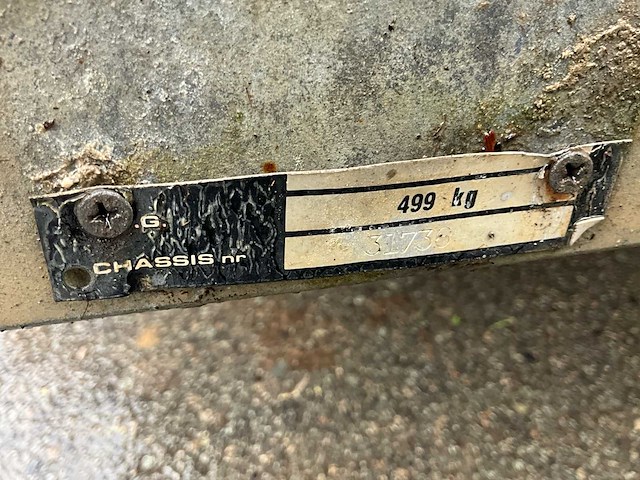 .G. 499 kg
CHASSIS nr